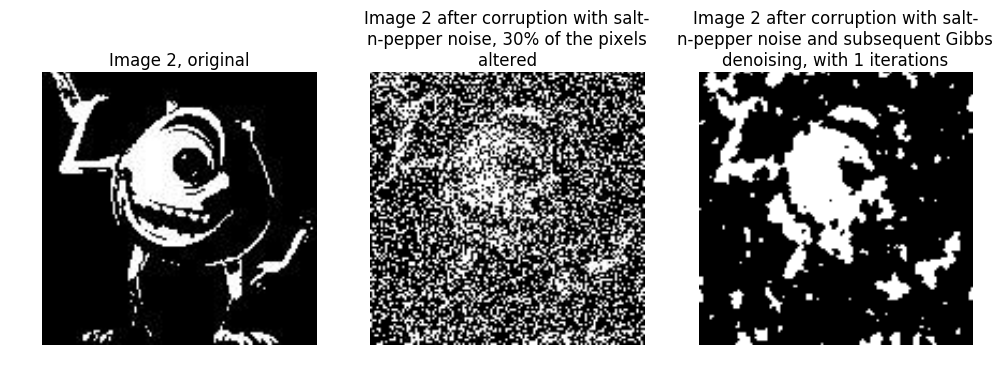 Image 2, original
Image 2 after corruption with salt-
n-pepper noise, 30% of the pixels
altered
Image 2 after corruption with salt-
n-pepper noise and subsequent Gibbs
denoising, with 1 iterations